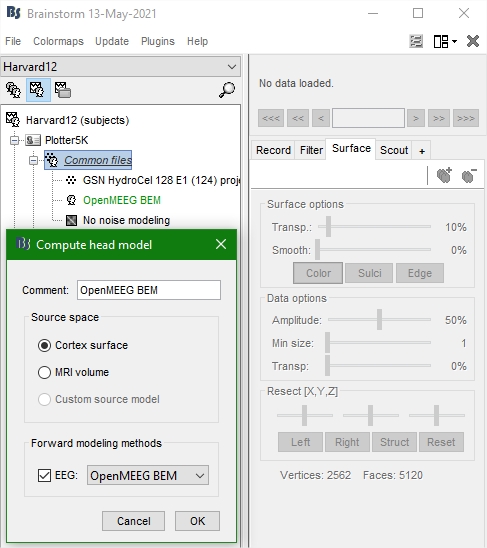 Brainstorm 13-May-2021
File Colormaps Update Plugins Help
Harvard12
Harvard12 (subjects)
Plotter5K
Common files
GSN HydroCel 128 E1 (124) proj
OpenMEEG BEM
No noise modeling
Compute head model
Comment: OpenMEEG BEM
Source space
Cortex surface
MRI volume
Custom source model
Forward modeling methods
EEG: OpenMEEG BEM
Cancel OK
No data loaded.
<<< << < > >> >>>
Record Filter Surface Scout +
Surface options
Transp.: 10%
Smooth: 0%
Color Sulci Edge
Data options
Amplitude: 50%
Min size: 1
Transp: 0%
Resect [X,Y,Z]
Left Right Struct Reset
Vertices: 2562 Faces: 5120